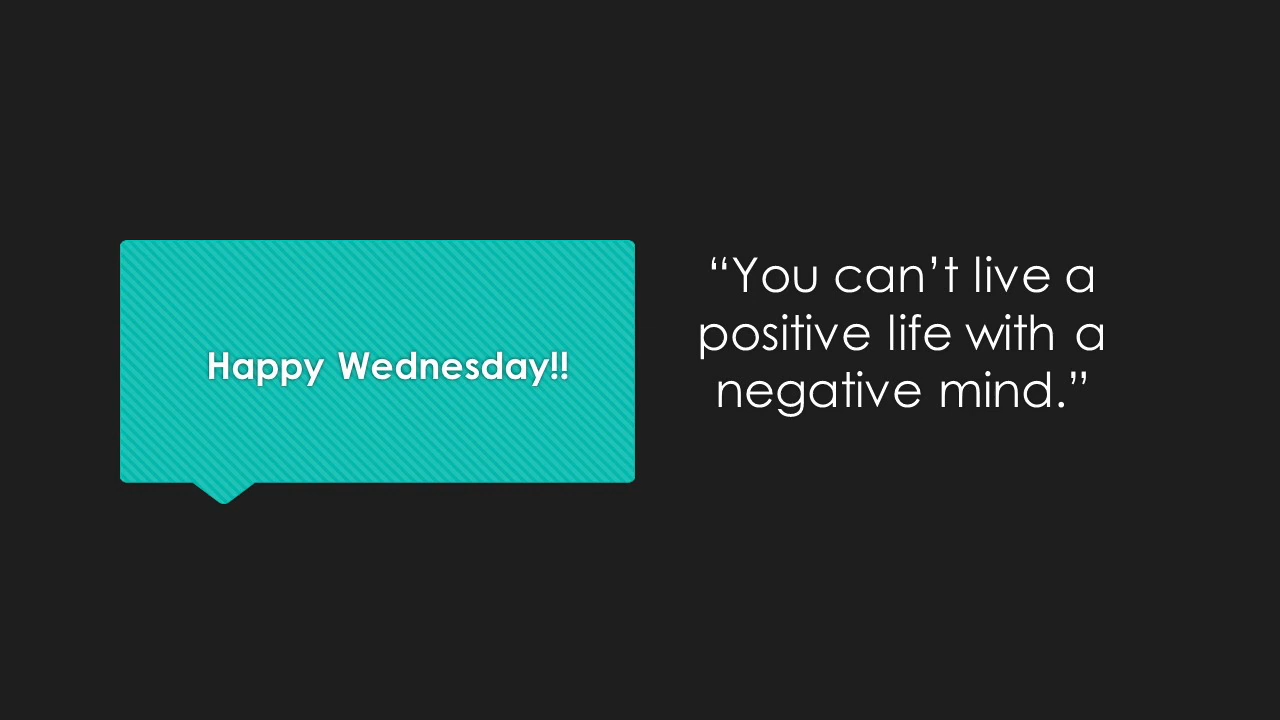 Happy Wednesday!!
“You can’t live a
positive life with a
negative mind.”